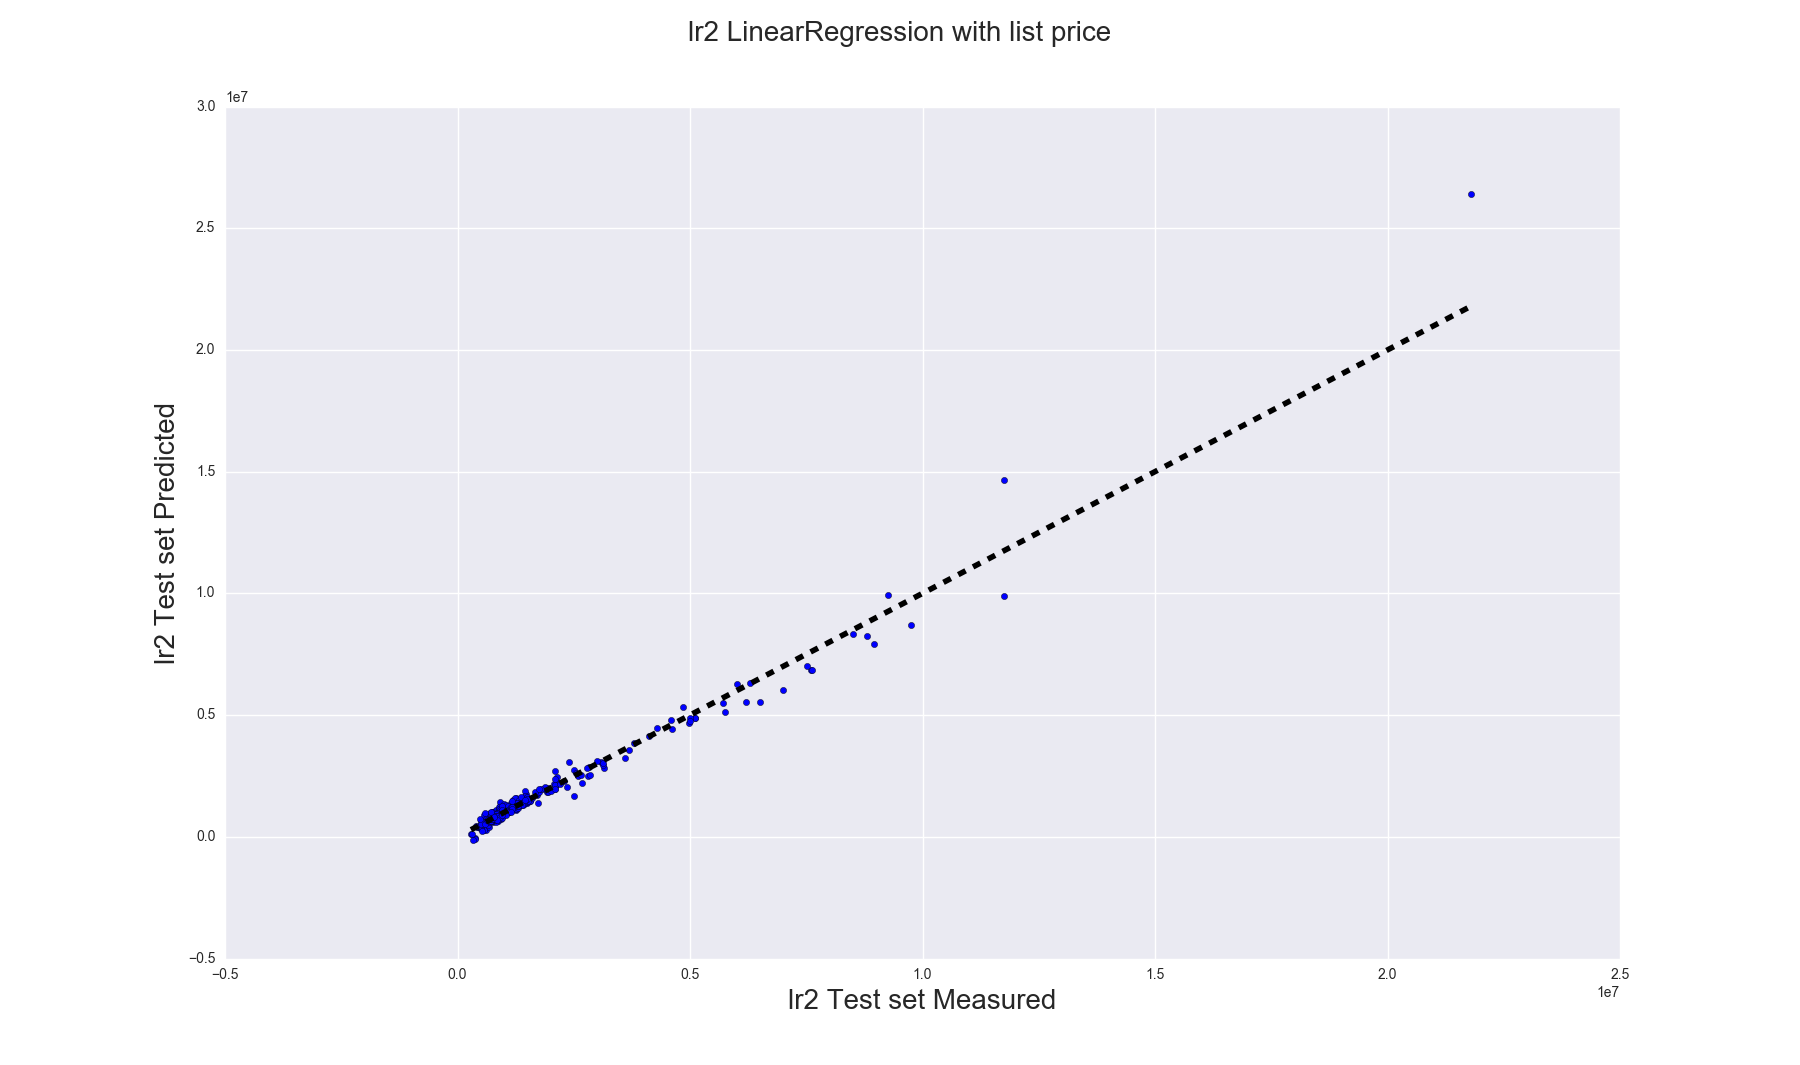 lr2 LinearRegression with list price
1e7
3.0
2.5
2.0
1.5
1.0
0.5
0.0
−0.5
lr2 Test set Predicted
−0.5 0.0 0.5 1.0 1.5 2.0 2.5
1e7
lr2 Test set Measured